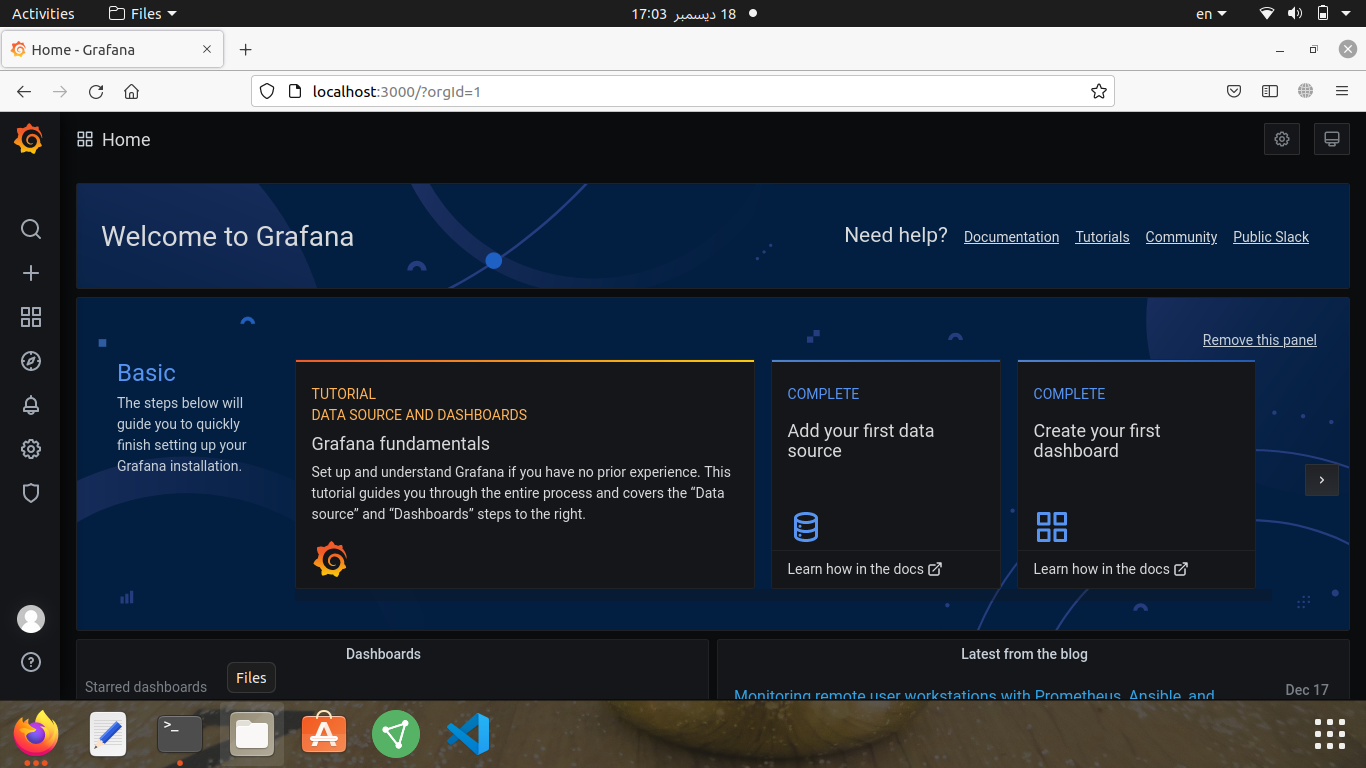 Activities
Files
18 ديسمبر 17:03
en
Home - Grafana
localhost:3000/?orgId=1
Home
Welcome to Grafana
Need help?
Documentation
Tutorials
Community
Public Slack
Remove this panel
Basic
The steps below will
guide you to quickly
finish setting up your
Grafana installation.
TUTORIAL
DATA SOURCE AND DASHBOARDS
Grafana fundamentals
Set up and understand Grafana if you have no prior experience. This
tutorial guides you through the entire process and covers the “Data
source” and “Dashboards” steps to the right.
COMPLETE
Add your first data
source
Learn how in the docs
COMPLETE
Create your first
dashboard
Learn how in the docs
Dashboards
Starred dashboards
Files
Latest from the blog
Monitoring remote user workstations with Prometheus, Ansible, and
Dec 17